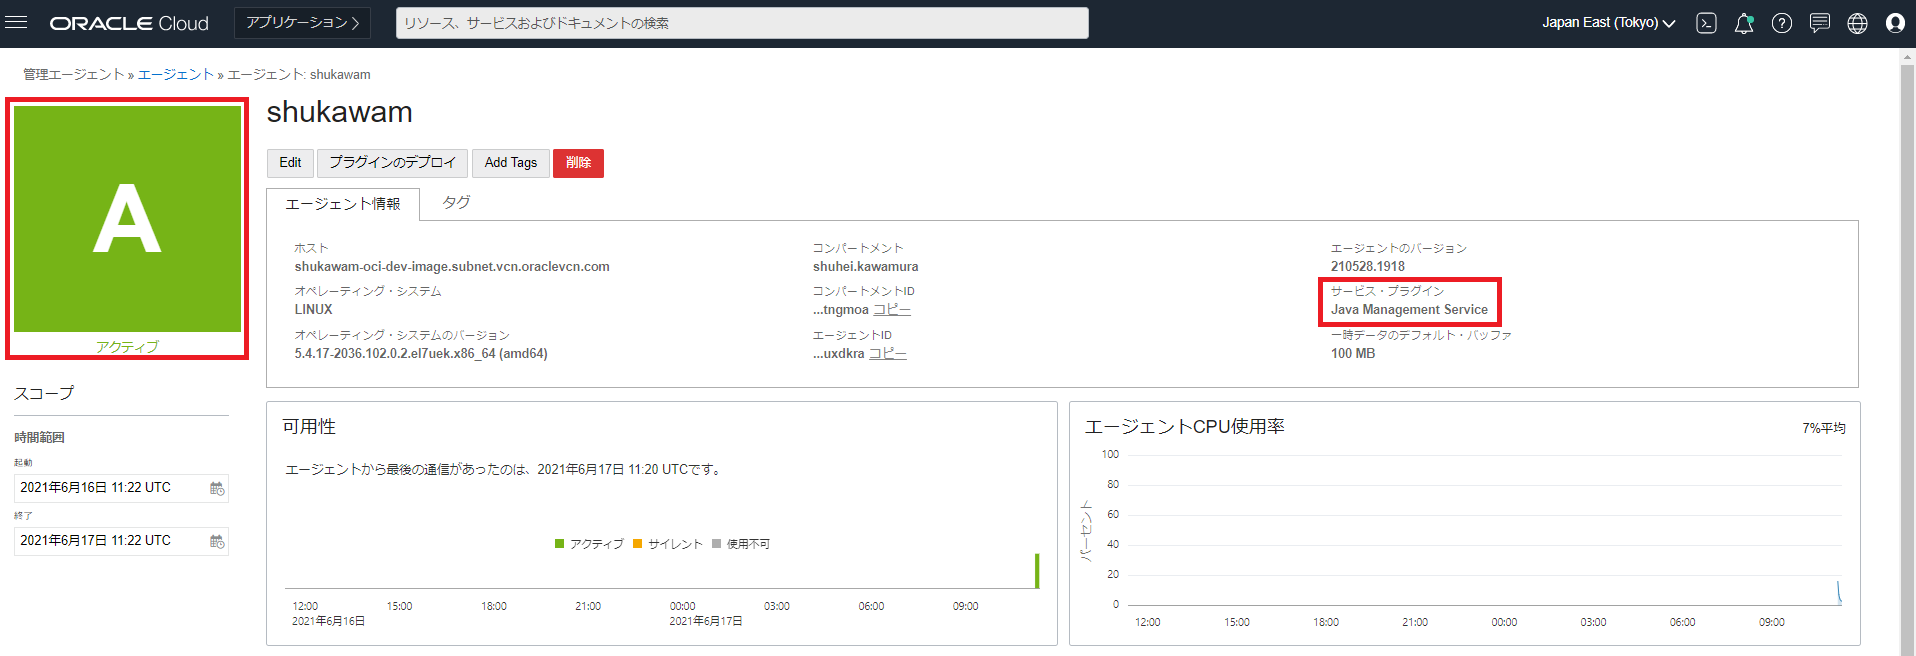 ORACLE Cloud
アプリケーション
リソース、サービスおよびドキュメントの検索
Japan East (Tokyo)
管理エージェント » エージェント » エージェント: shukawam
A
アクティブ
shukawam
Edit プラグインのデプロイ Add Tags 削除
エージェント情報 タグ
ホスト
shukawam-oci-dev-image.subnet.vcn.oraclevcn.com
オペレーティング・システム
LINUX
オペレーティング・システムのバージョン
5.4.17-2036.102.0.2.el7uek.x86_64 (amd64)
コンパートメント
shuhei.kawamura
コンパートメントID
...tngmoa コピー
エージェントID
...uxdkra コピー
エージェントのバージョン
210528.1918
サービス・プラグイン
Java Management Service
一時データのデフォルト・バッファ
100 MB
スコープ
時間範囲
起動
2021年6月16日 11:22 UTC
終了
2021年6月17日 11:22 UTC
可用性
エージェントから最後の通信があったのは、2021年6月17日 11:20 UTCです。
アクティブ サイレント 使用不可
12:00 15:00 18:00 21:00 00:00 03:00 06:00 09:00
2021年6月16日 2021年6月17日
エージェントCPU使用率
7%平均
パーセント
100
80
60
40
20
0
12:00 15:00 18:00 21:00 00:00 03:00 06:00 09:00